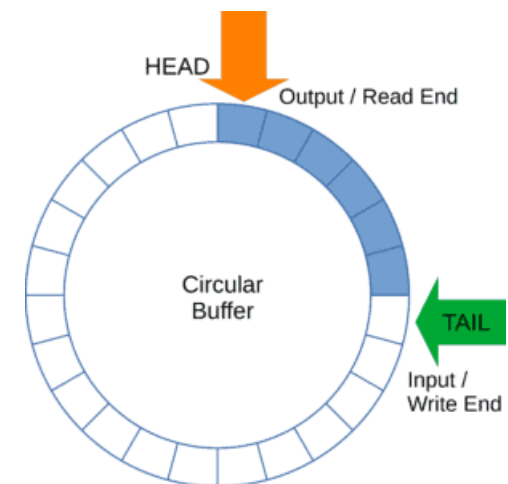 HEAD
Output / Read End
Circular
Buffer
TAIL
Input /
Write End